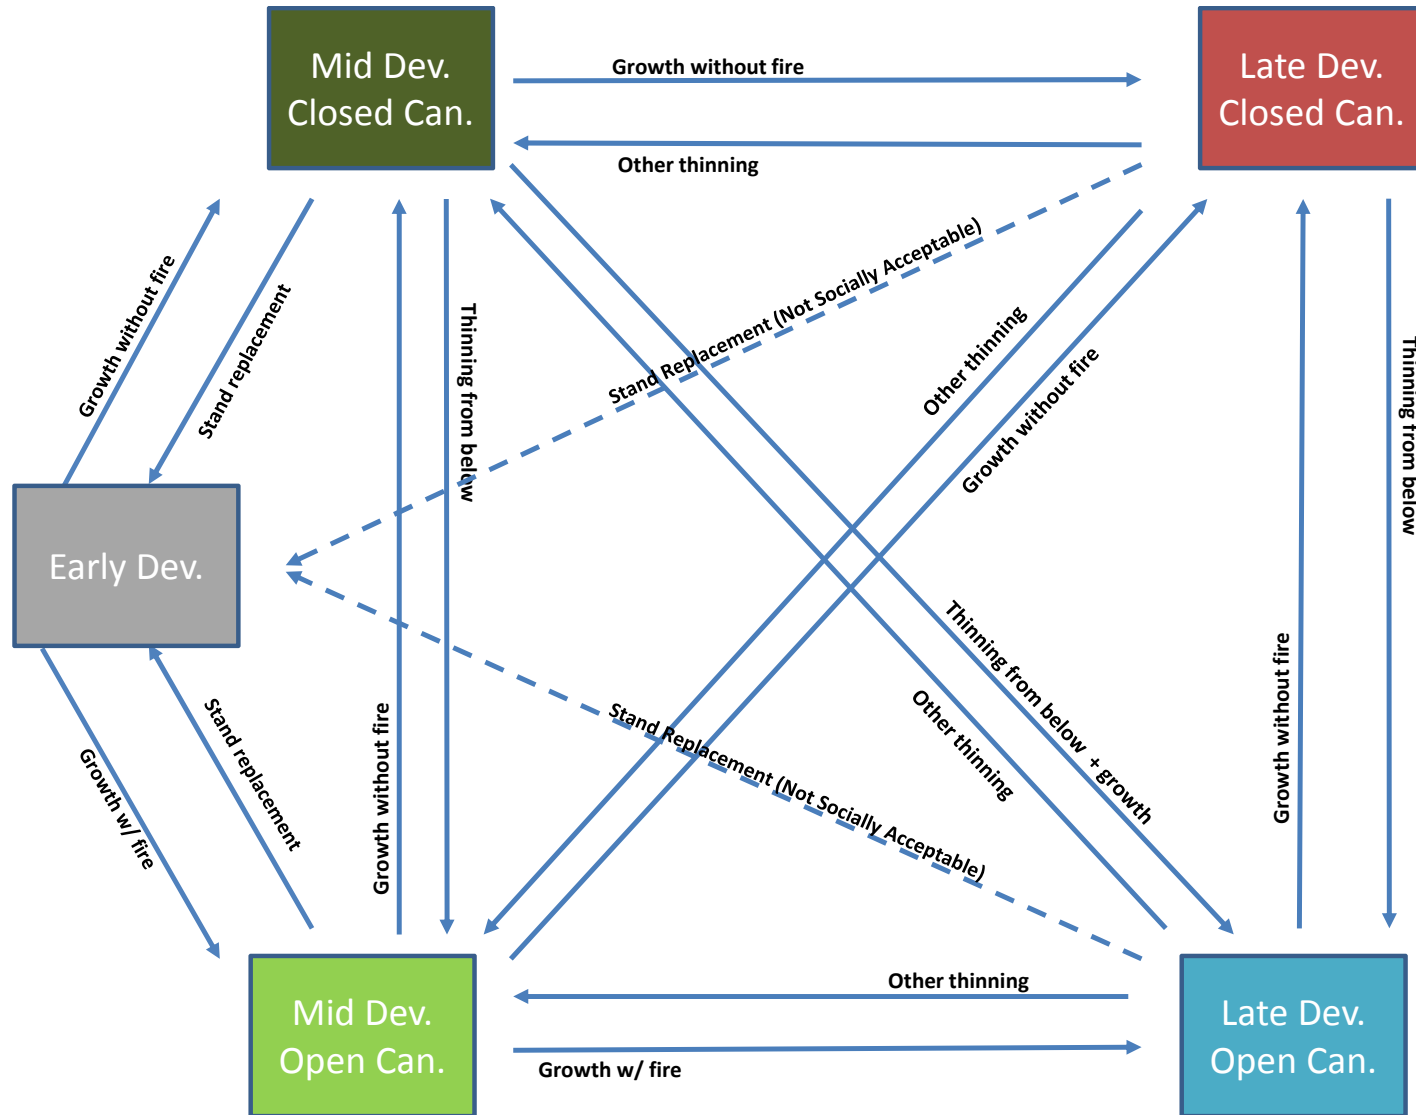 Mid Dev.
Closed Can.
Growth without fire
Late Dev.
Closed Can.
Other thinning
Growth without fire
Stand replacement
Thinning from below
Stand Replacement (Not Socially Acceptable)
Other thinning
Growth without fire
Thinning from below
Early Dev.
Growth w/ fire
Stand replacement
Growth without fire
Stand Replacement (Not Socially Acceptable)
Other thinning
Thinning from below + growth
Growth without fire
Mid Dev.
Open Can.
Other thinning
Growth w/ fire
Late Dev.
Open Can.